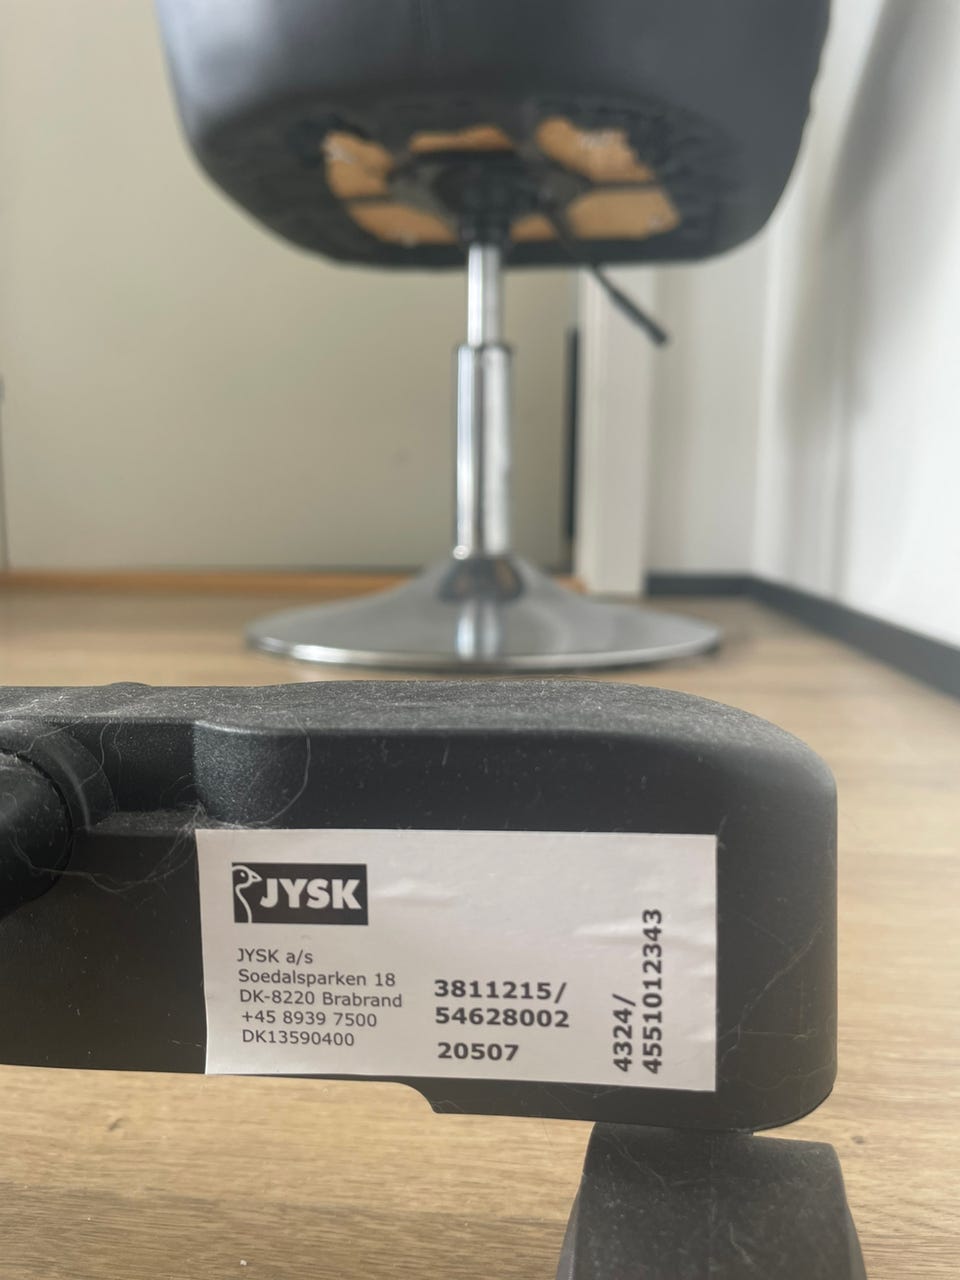 JYSK
JYSK a/s
Soedalsparken 18
DK-8220 Brabrand
+45 8939 7500
DK13590400
3811215/
54628002
20507
4324/
4551012343